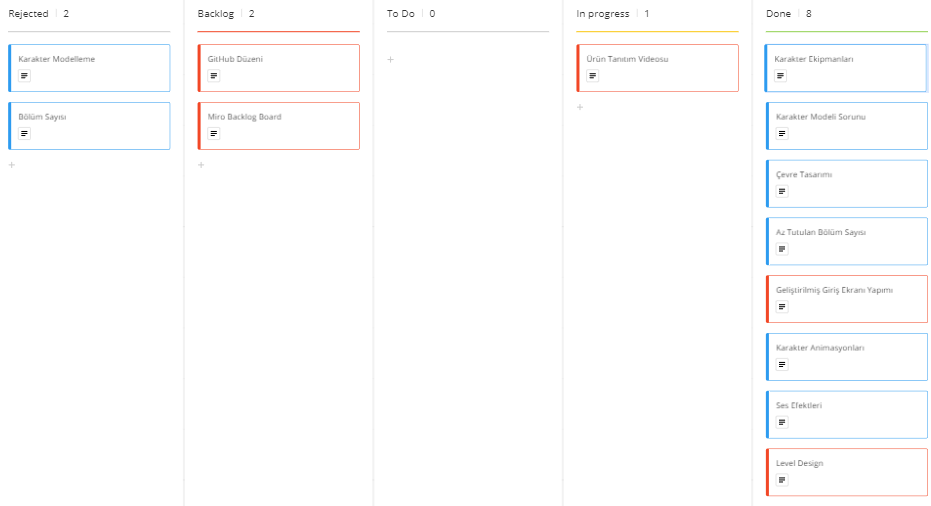 Rejected 2
Karakter Modelleme
Bölüm Sayısı
+
Backlog 2
GitHub Düzeni
Miro Backlog Board
+
To Do 0
+
In progress 1
Ürün Tanıtım Videosu
+
Done 8
Karakter Ekipmanları
Karakter Modeli Sorunu
Çevre Tasarımı
Az Tutulan Bölüm Sayısı
Geliştirilmiş Giriş Ekranı Yapımı
Karakter Animasyonları
Ses Efektleri
Level Design